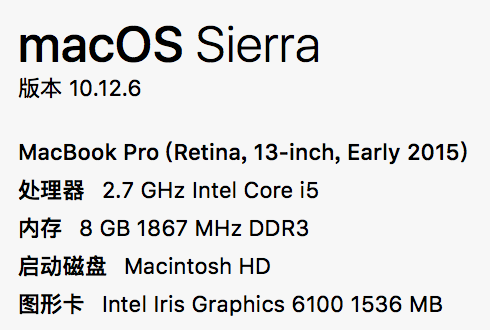 macOS Sierra
版本 10.12.6
MacBook Pro (Retina, 13-inch, Early 2015)
处理器 2.7 GHz Intel Core i5
内存 8 GB 1867 MHz DDR3
启动磁盘 Macintosh HD
图形卡 Intel Iris Graphics 6100 1536 MB